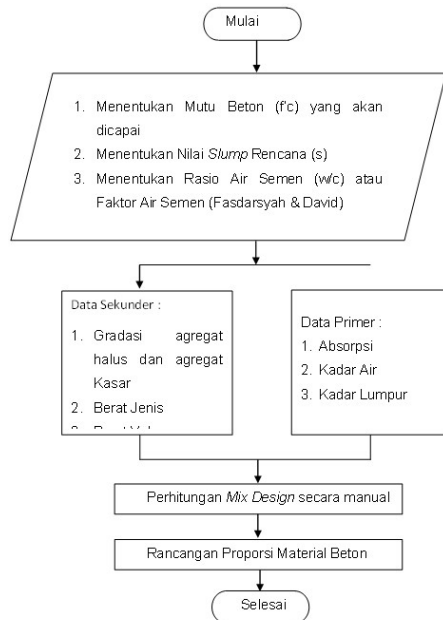 Mulai
1. Menentukan Mutu Beton (f'c) yang akan
dicapai
2. Menentukan Nilai Slump Rencana (s)
3. Menentukan Rasio Air Semen (w/c) atau
Faktor Air Semen (Fasdarsyah & David)
Data Sekunder :
1. Gradasi agregat
halus dan agregat
Kasar
2. Berat Jenis
Data Primer :
1. Absorpsi
2. Kadar Air
3. Kadar Lumpur
Perhitungan Mix Design secara manual
Rancangan Proporsi Material Beton
Selesai